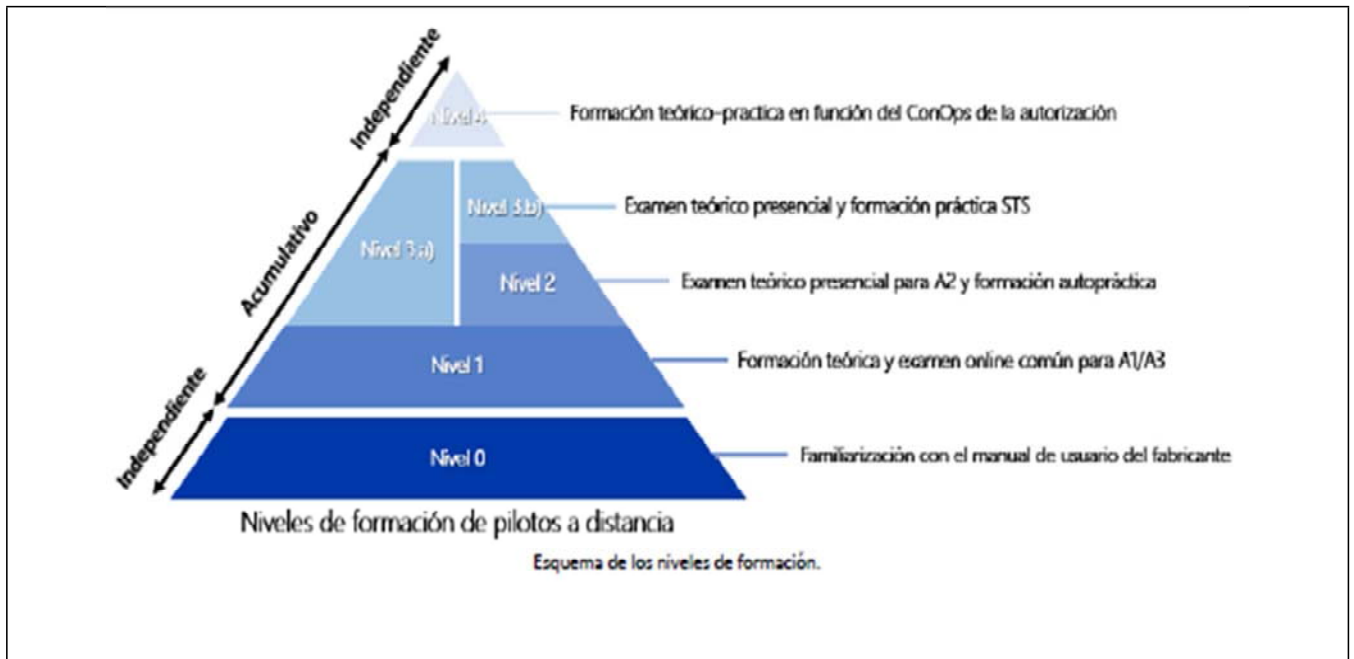 Independiente
Nivel 4
Formación teórico-practica en función del ConOps de la autorización
Acumulativo
Nivel 3.a)
Nivel 3.b)
Examen teórico presencial y formación práctica STS
Nivel 2
Examen teórico presencial para A2 y formación autopráctica
Nivel 1
Formación teórica y examen online común para A1/A3
Independiente
Nivel 0
Familiarización con el manual de usuario del fabricante
Niveles de formación de pilotos a distancia
Esquema de los niveles de formación.